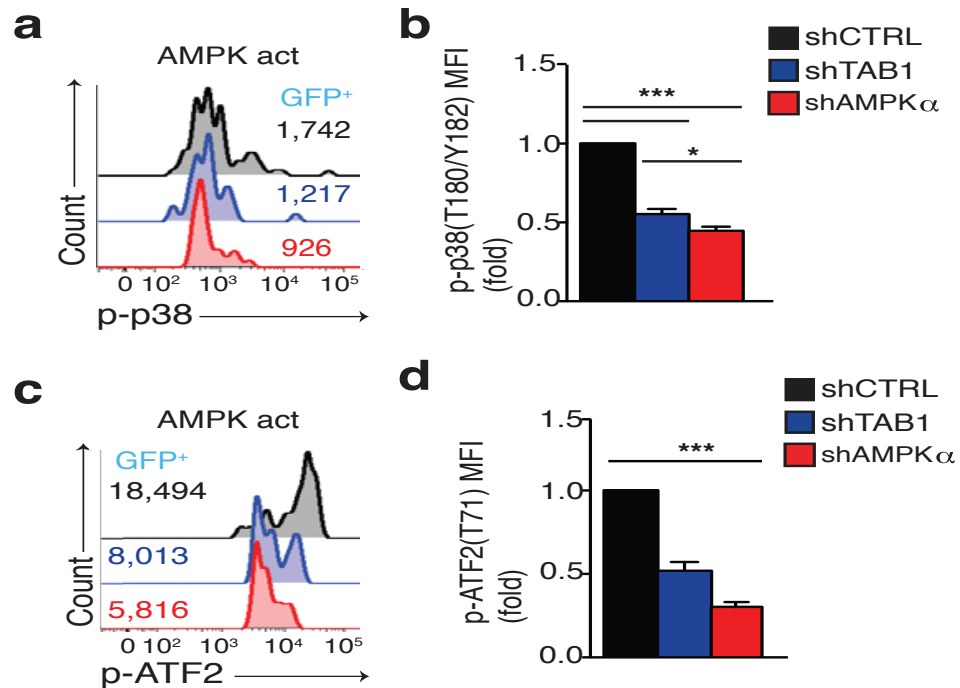 a
AMPK act
GFP⁺
1,742
1,217
926
Count
0 10² 10³ 10⁴ 10⁵
p-p38
b
shCTRL
shTAB1
shAMPKα
p-p38(T180/Y182) MFI
(fold)
1.5
1.0
0.5
0.0
***
*
c
AMPK act
GFP⁺
18,494
8,013
5,816
Count
0 10² 10³ 10⁴ 10⁵
p-ATF2
d
shCTRL
shTAB1
shAMPKα
p-ATF2(T71) MFI
(fold)
1.5
1.0
0.5
0.0
***